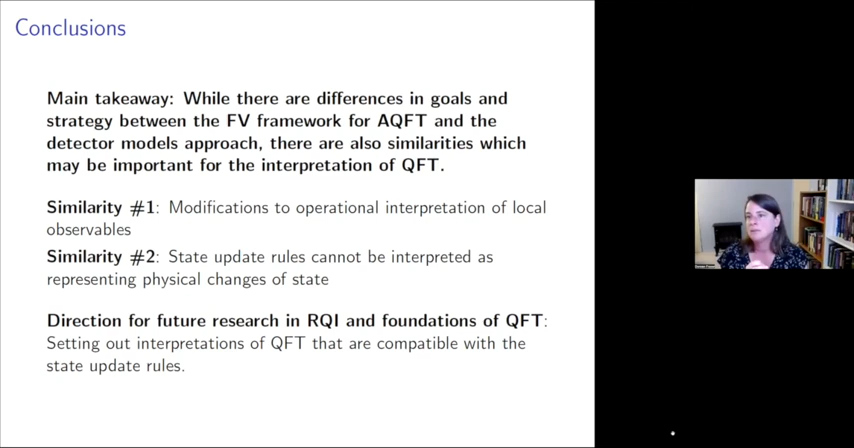 Conclusions
Main takeaway: While there are differences in goals and
strategy between the FV framework for AQFT and the
detector models approach, there are also similarities which
may be important for the interpretation of QFT.
Similarity #1: Modifications to operational interpretation of local
observables
Similarity #2: State update rules cannot be interpreted as
representing physical changes of state
Direction for future research in RQI and foundations of QFT:
Setting out interpretations of QFT that are compatible with the
state update rules.